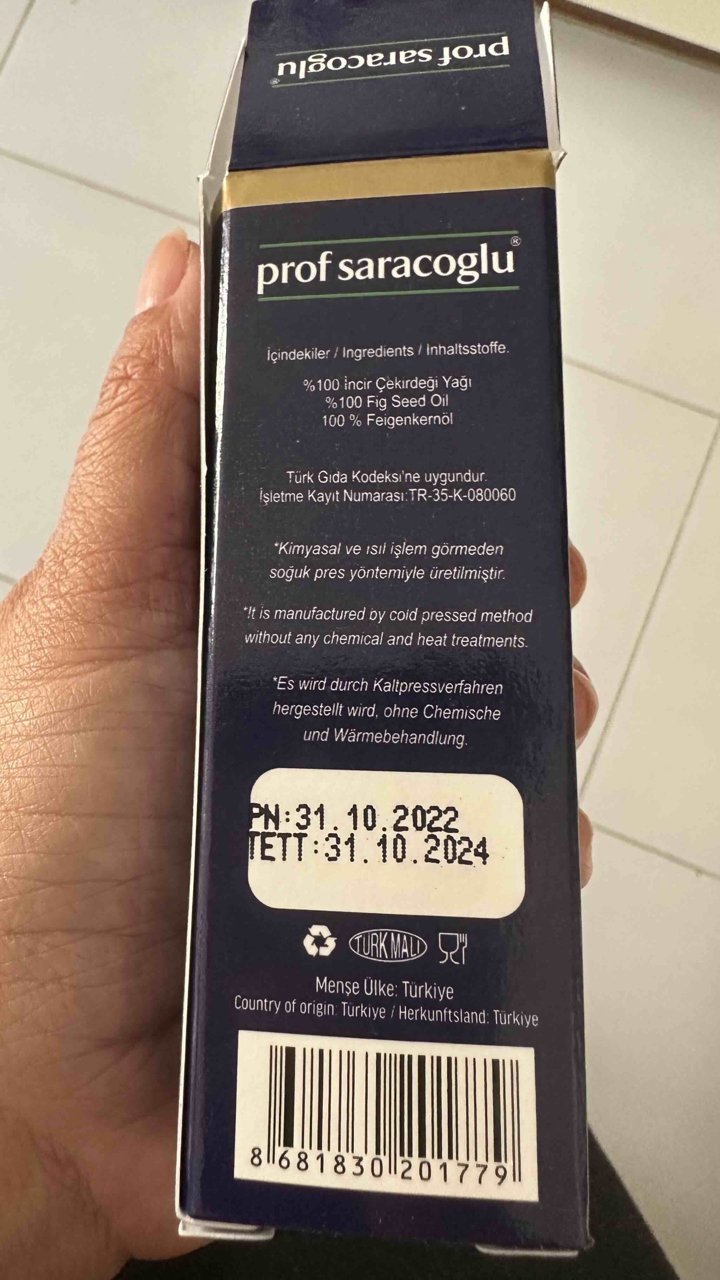 prof saracoglu®
prof saracoglu®
İçindekiler / Ingredients / Inhaltsstoffe.
%100 İncir Çekirdeği Yağı
%100 Fig Seed Oil
100 % Feigenkernöl
Türk Gıda Kodeksi'ne uygundur.
İşletme Kayıt Numarası:TR-35-K-080060
*Kimyasal ve ısıl işlem görmeden
soğuk pres yöntemiyle üretilmiştir.
*It is manufactured by cold pressed method
without any chemical and heat treatments.
*Es wird durch Kaltpressverfahren
hergestellt wird, ohne Chemische
und Wärmebehandlung.
PN:31.10.2022
TETT:31.10.2024
TÜRK MALI
Menşe Ülke: Türkiye
Country of origin: Türkiye / Herkunftsland: Türkiye
8 681830 201779